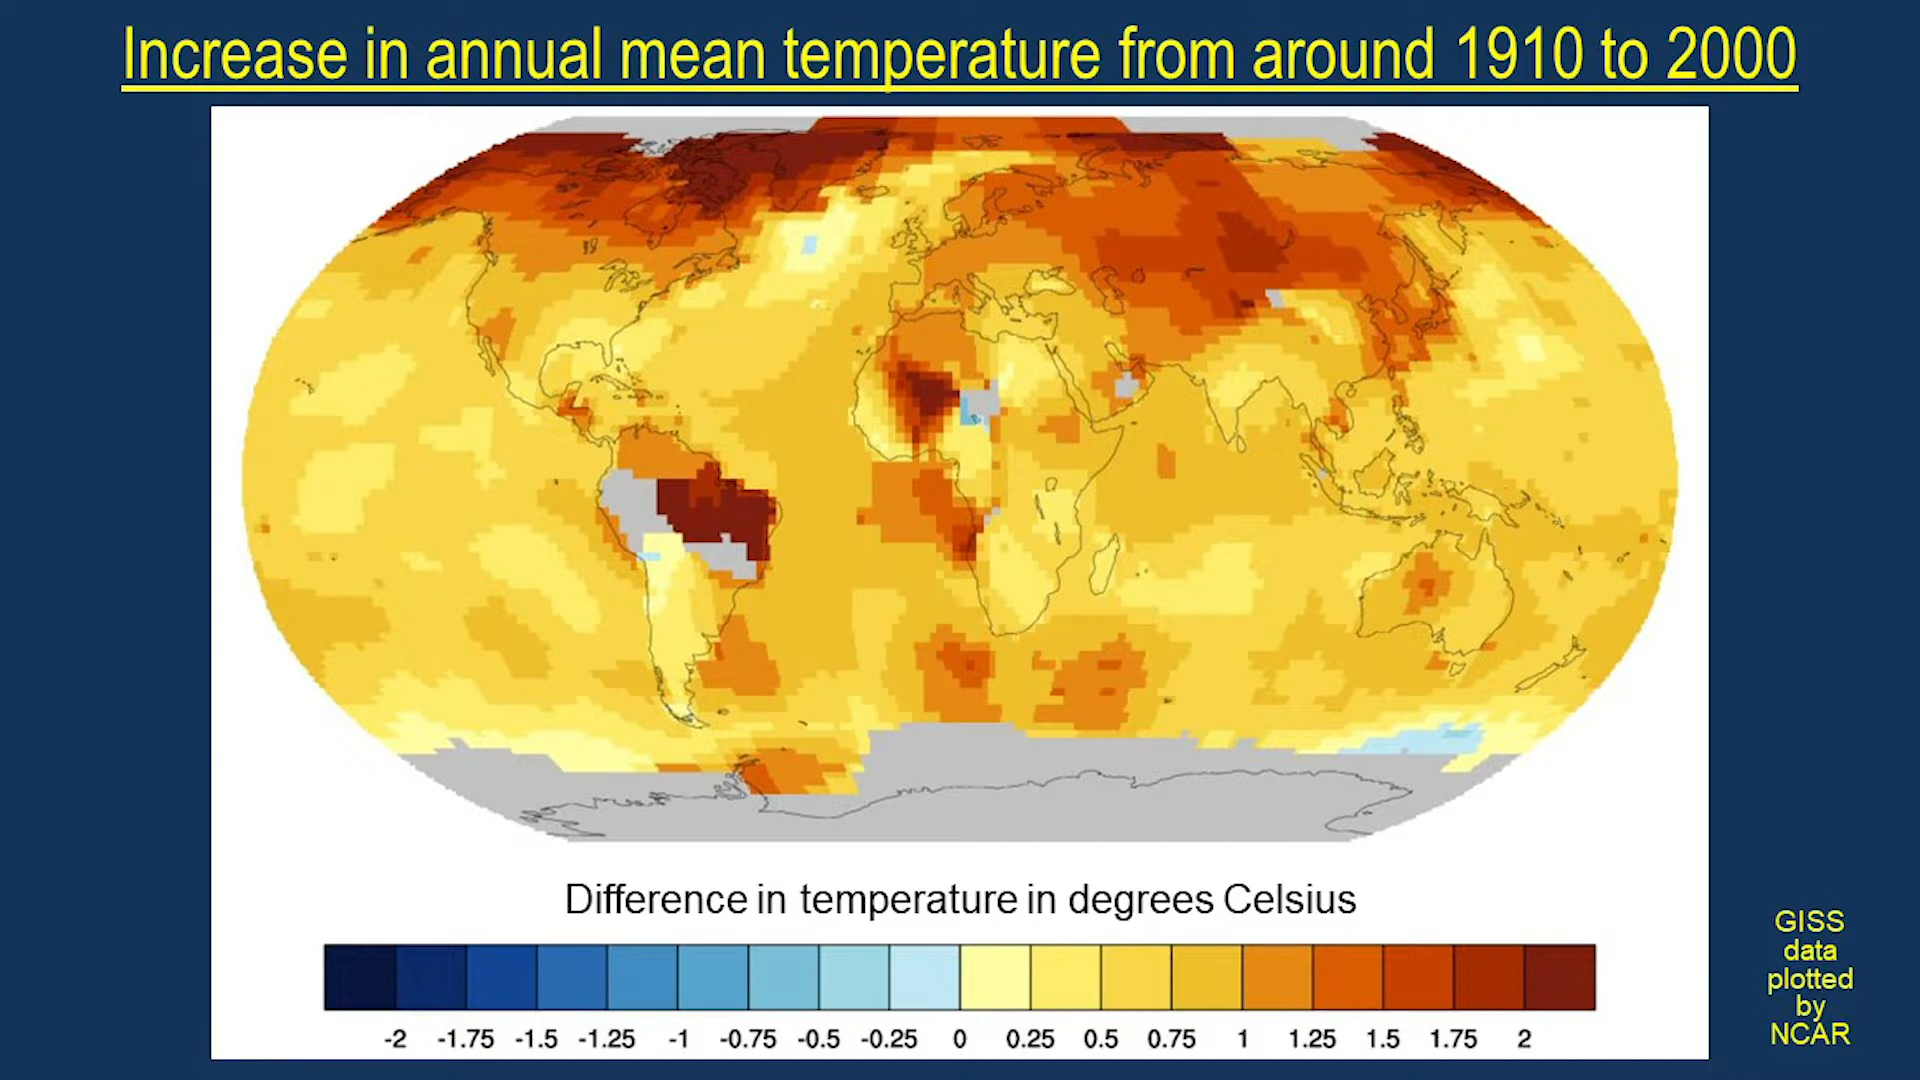 Increase in annual mean temperature from around 1910 to 2000
Difference in temperature in degrees Celsius
-2 -1.75 -1.5 -1.25 -1 -0.75 -0.5 -0.25 0 0.25 0.5 0.75 1 1.25 1.5 1.75 2
GISS
data
plotted
by
NCAR